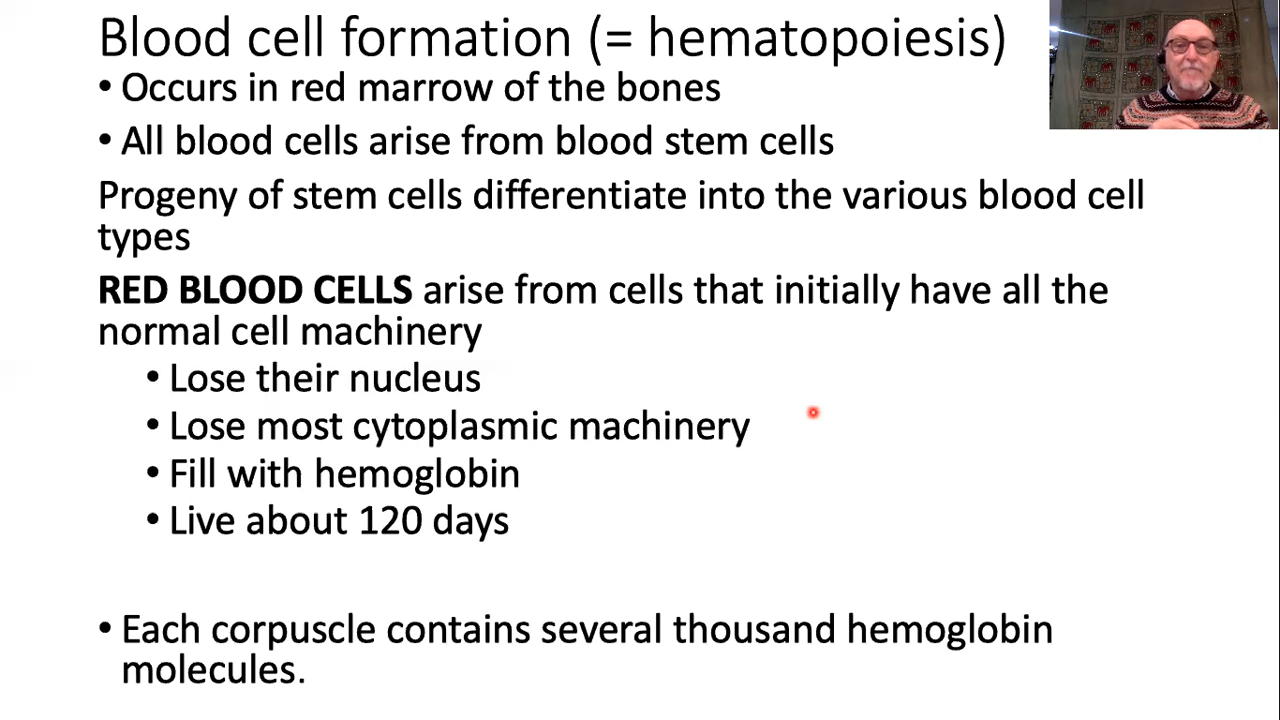 Blood cell formation (= hematopoiesis)
• Occurs in red marrow of the bones
• All blood cells arise from blood stem cells
Progeny of stem cells differentiate into the various blood cell
types
RED BLOOD CELLS arise from cells that initially have all the
normal cell machinery
• Lose their nucleus
• Lose most cytoplasmic machinery
• Fill with hemoglobin
• Live about 120 days
• Each corpuscle contains several thousand hemoglobin
molecules.